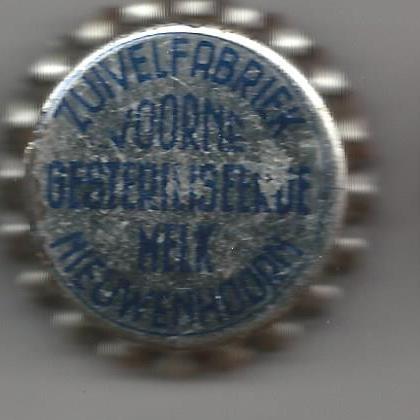 ZUIVELFABRIEK
VOORNE
GESTERILISEERDE
MELK
NIEUWENHOORN